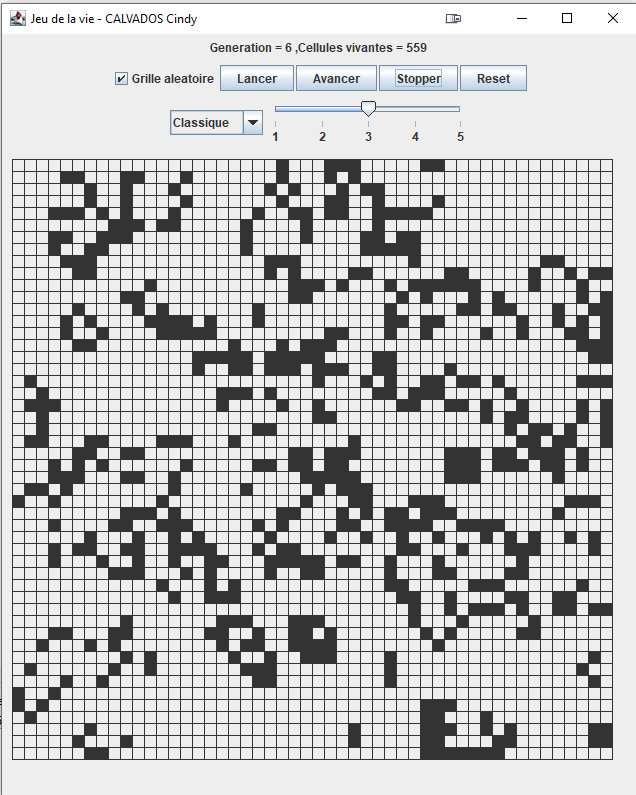 Jeu de la vie - CALVADOS Cindy
Generation = 6 ,Cellules vivantes = 559
Grille aleatoire Lancer Avancer Stopper Reset
Classique
1 2 3 4 5